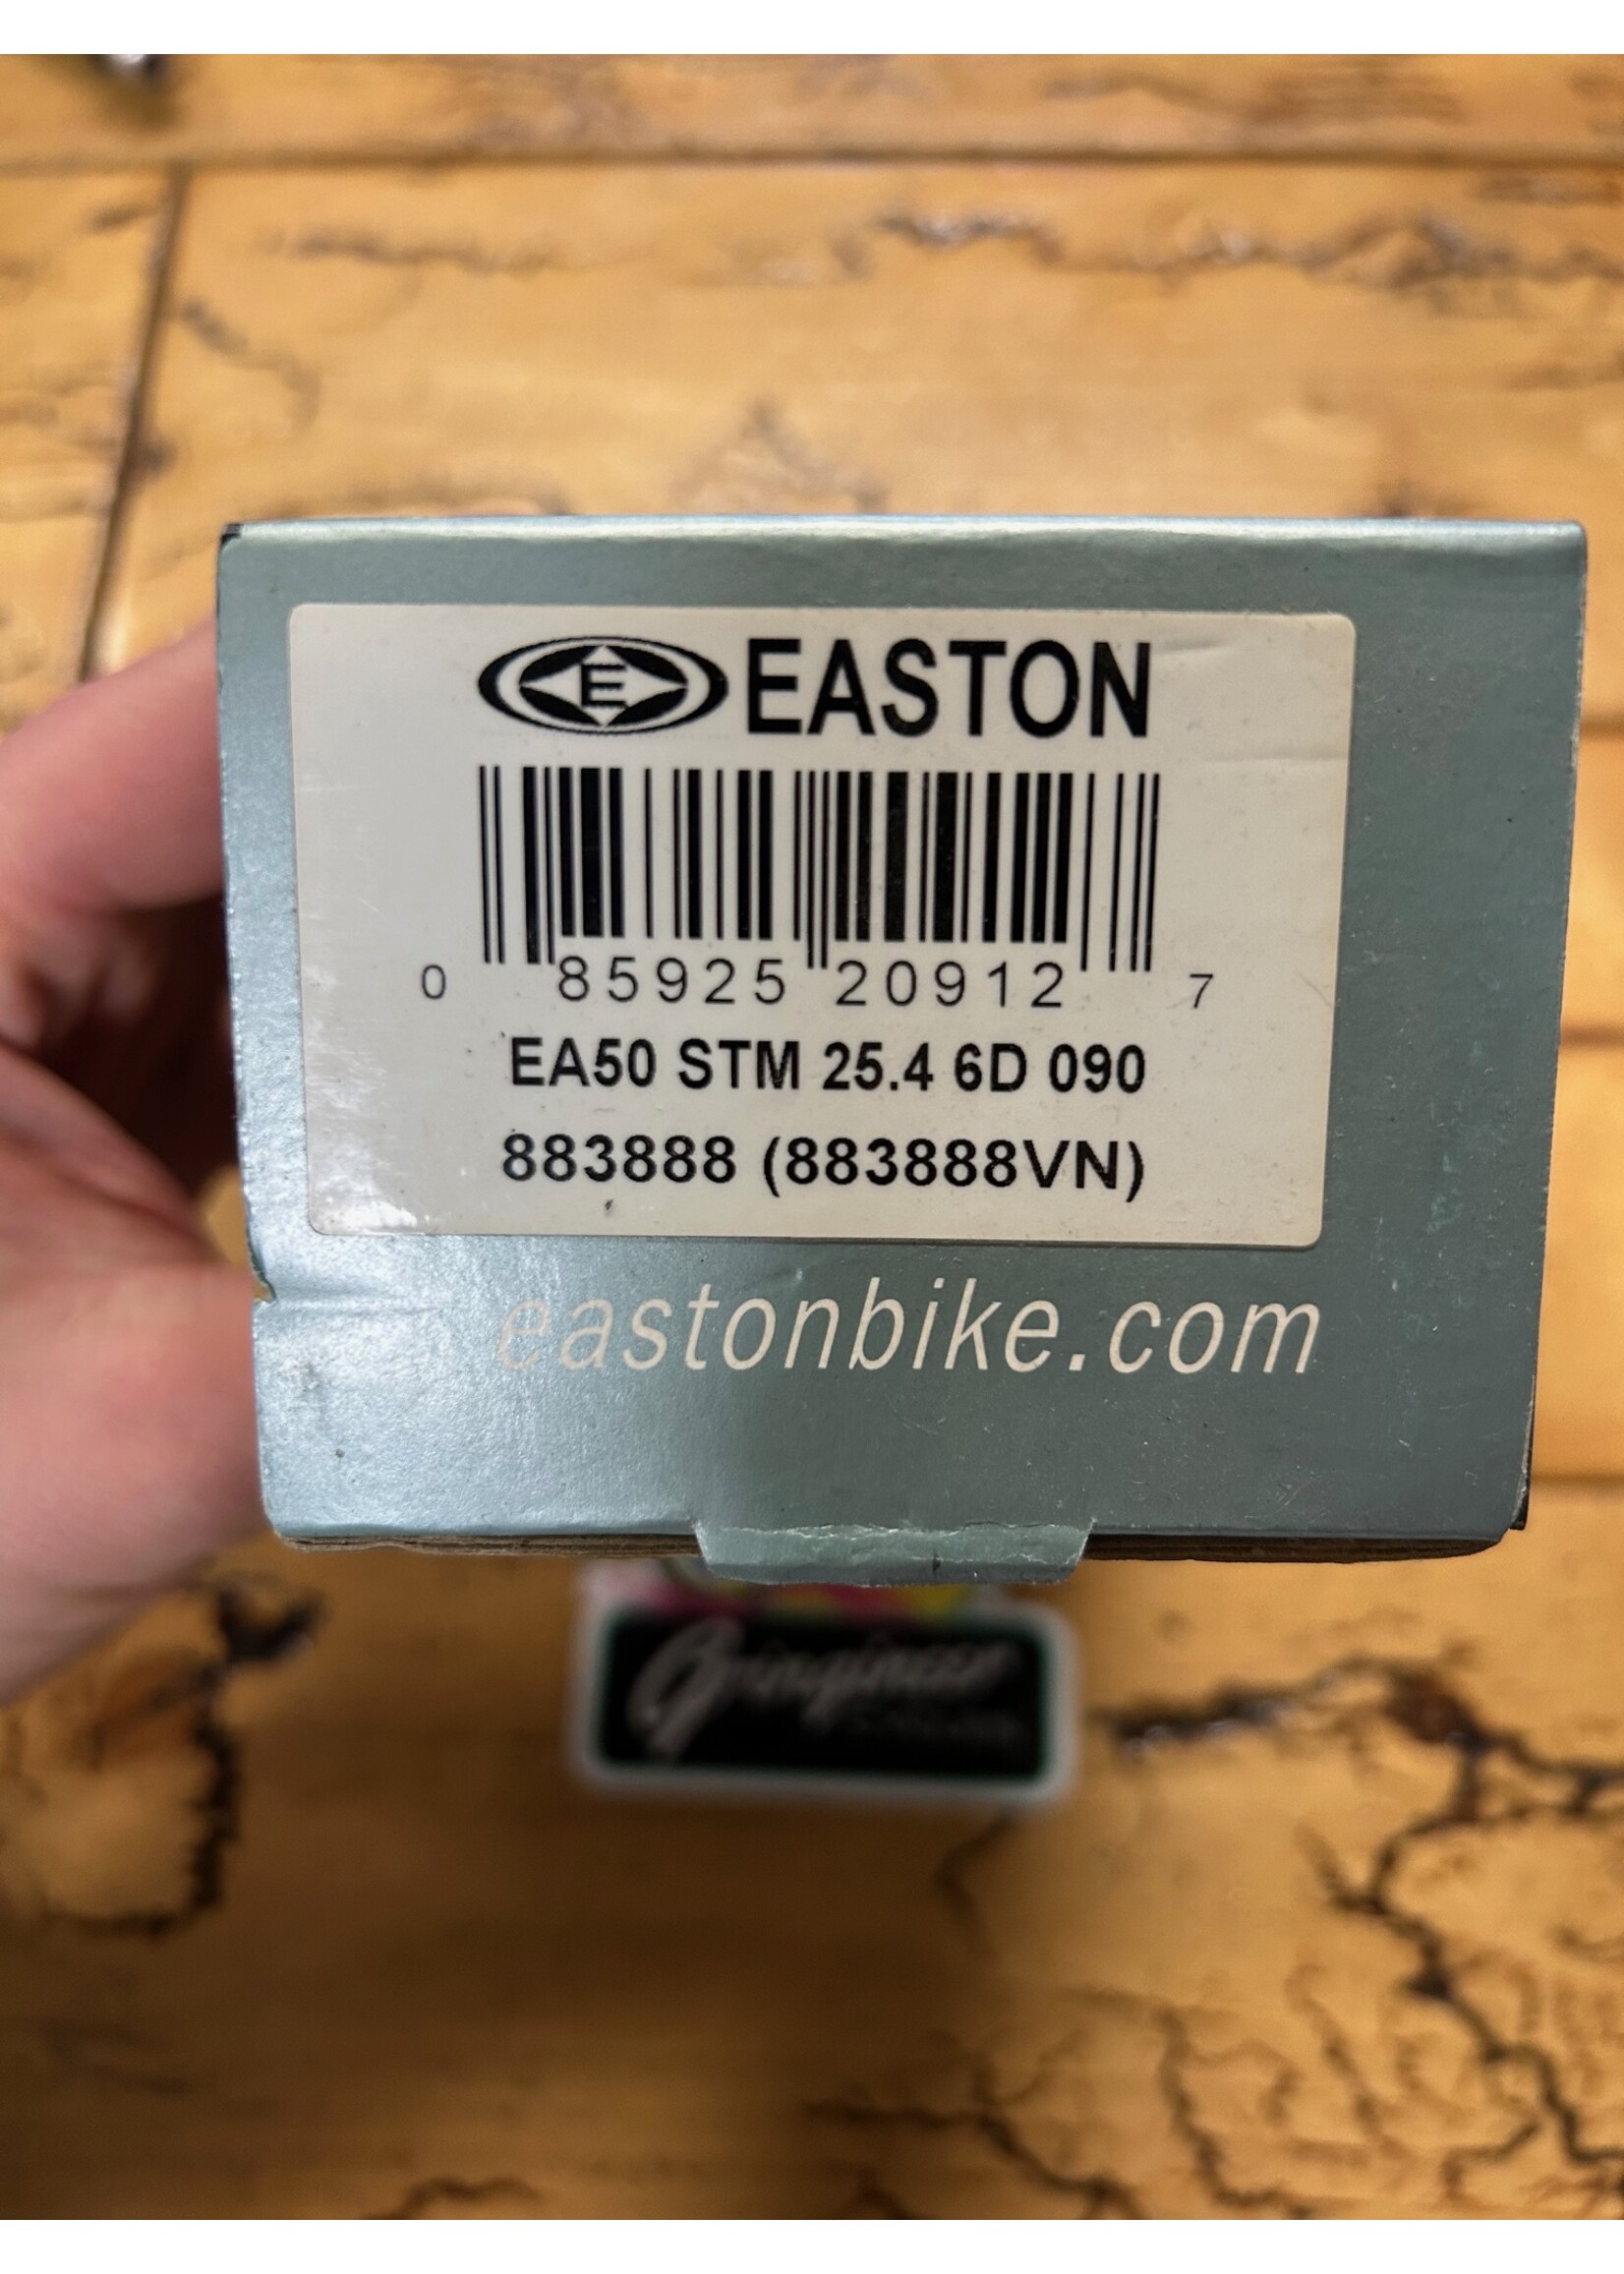 E EASTON
0 85925 20912 7
EA50 STM 25.4 6D 090
883888 (883888VN)
eastonbike.com